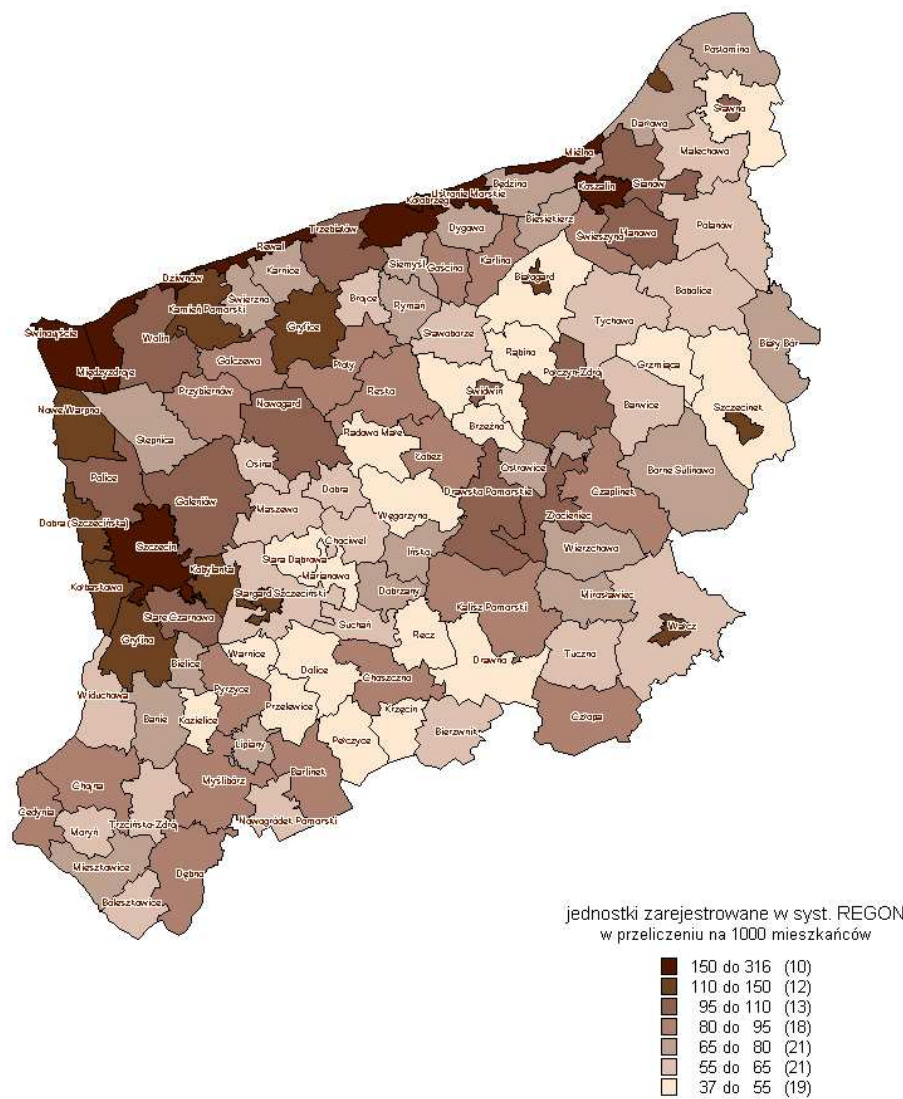 Postomino
Sławno
Darłowo
Malechowo
Mielno
Będzino
Ustronie Morskie
Kołobrzeg
Koszalin
Sianów
Polanów
Biesiekierz
Świeszyno
Manowo
Trzebiatów
Dygowo
Rewal
Siemyśl
Gościno
Karlino
Białogard
Bobolice
Dziwnów
Karnice
Świerzno
Kamień Pomorski
Brojce
Rymań
Tychowo
Biały Bór
Świnoujście
Wolin
Gryfice
Sławoborze
Rąbino
Grzmiąca
Międzyzdroje
Golczewo
Płoty
Połczyn-Zdrój
Przybiernów
Resko
Świdwin
Barwice
Szczecinek
Nowe Warpno
Nowogard
Stepnica
Radowo Małe
Brzeżno
Łobez
Osina
Ostrowice
Borne Sulinowo
Police
Goleniów
Dobra
Drawsko Pomorskie
Czaplinek
Maszewo
Węgorzyno
Złocieniec
Dobra (Szczecińska)
Chociwel
Szczecin
Ińsko
Wierzchowo
Stara Dąbrowa
Kobylanka
Marianowo
Kołbaskowo
Stargard Szczeciński
Dobrzany
Mirosławiec
Stare Czarnowo
Suchań
Kalisz Pomorski
Wałcz
Gryfino
Recz
Warnice
Drawno
Tuczno
Bielice
Dolice
Choszczno
Widuchowa
Pyrzyce
Przelewice
Krzęcin
Człopa
Banie
Kozielice
Bierzwnik
Pełczyce
Lipiany
Barlinek
Chojna
Myślibórz
Cedynia
Trzcińsko-Zdrój
Nowogródek Pomorski
Moryń
Mieszkowice
Dębno
Boleszkowice
jednostki zarejestrowane w syst. REGON
w przeliczeniu na 1000 mieszkańców
150 do 316 (10)
110 do 150 (12)
95 do 110 (13)
80 do 95 (18)
65 do 80 (21)
55 do 65 (21)
37 do 55 (19)